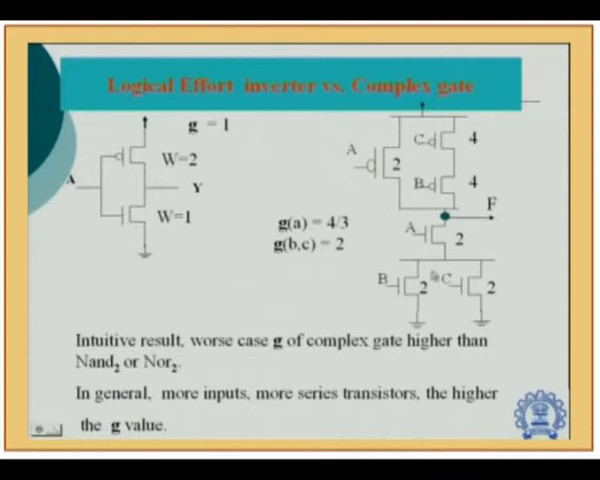 Logical Effort inverter vs. Complex gate
g = 1
W=2
A
Y
W=1
A
2
C
4
B
4
F
g(a) = 4/3
g(b,c) = 2
A
2
B
2
C
2
Intuitive result, worse case g of complex gate higher than
Nand2 or Nor2.
In general, more inputs, more series transistors, the higher
the g value.